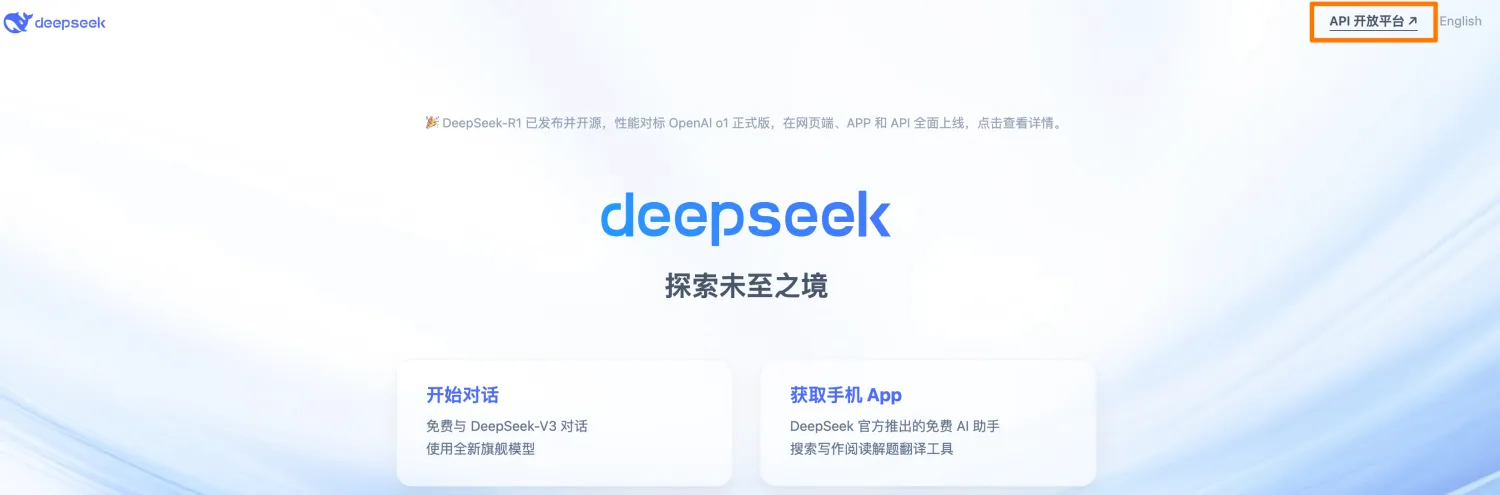 deepseek
API 开放平台 ↗
English
🎉 DeepSeek-R1 已发布并开源，性能对标 OpenAI o1 正式版，在网页端、APP 和 API 全面上线，点击查看详情。
deepseek
探索未至之境
开始对话
免费与 DeepSeek-V3 对话
使用全新旗舰模型
获取手机 App
DeepSeek 官方推出的免费 AI 助手
搜索写作阅读解题翻译工具